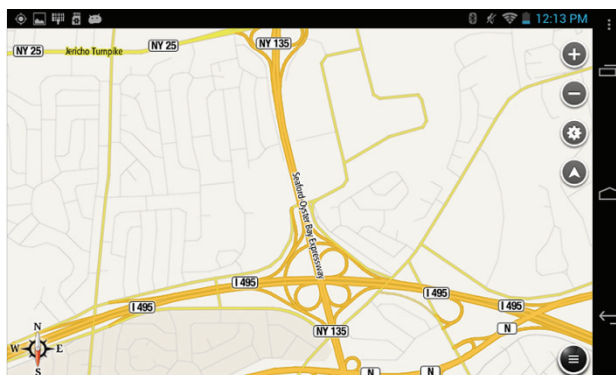 12:13 PM
NY 25
NY 135
NY 25
Jericho Turnpike
Seaford-Oyster Bay Expressway
I 495
I 495
I 495
I 495
NY 135
N
N
N
W
E
S
N